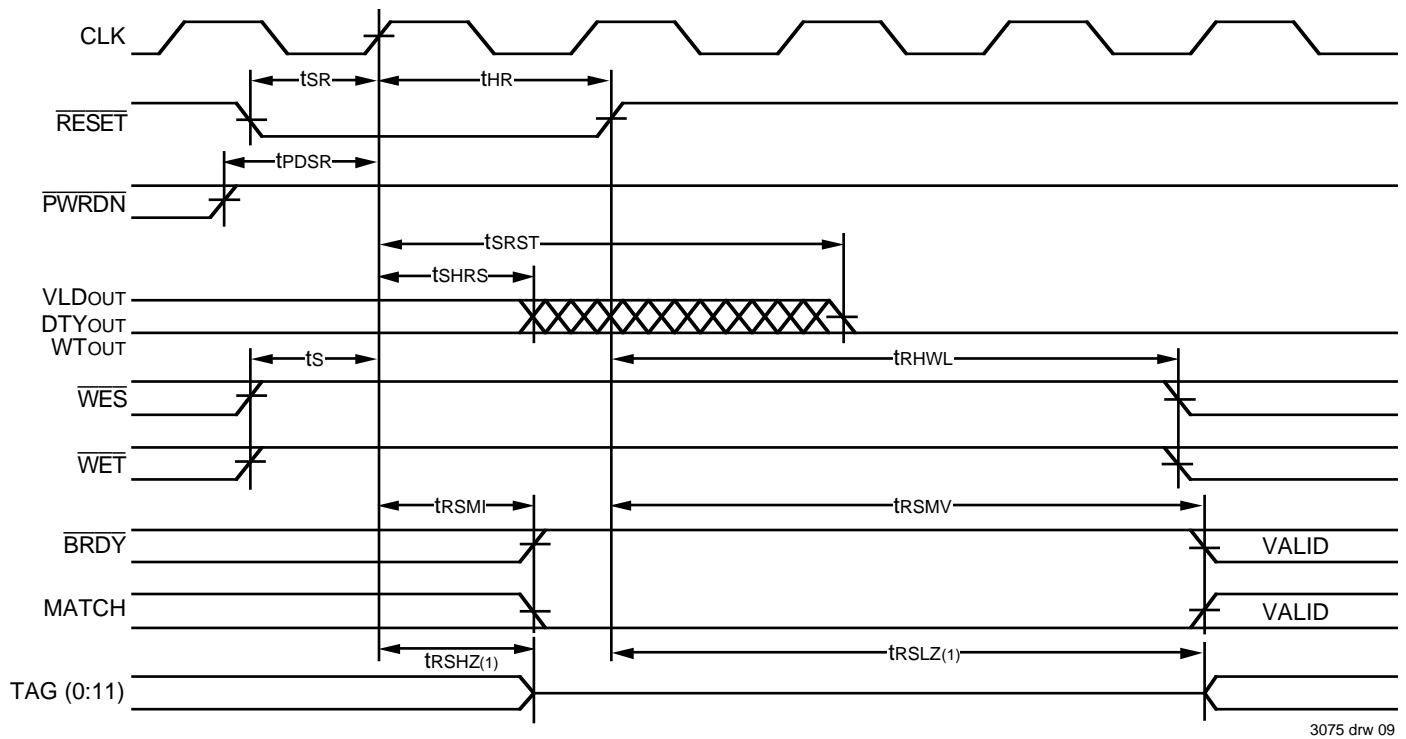 CLK
tSR
tHR
RESET
tPDSR
PWRDN
tSRST
tSHRS
VLDOUT
DTYOUT
WTOUT
tS
tRHWL
WES
WET
tRSMI
tRSMV
BRDY
VALID
MATCH
VALID
tRSHZ(1)
tRSLZ(1)
TAG (0:11)
3075 drw 09